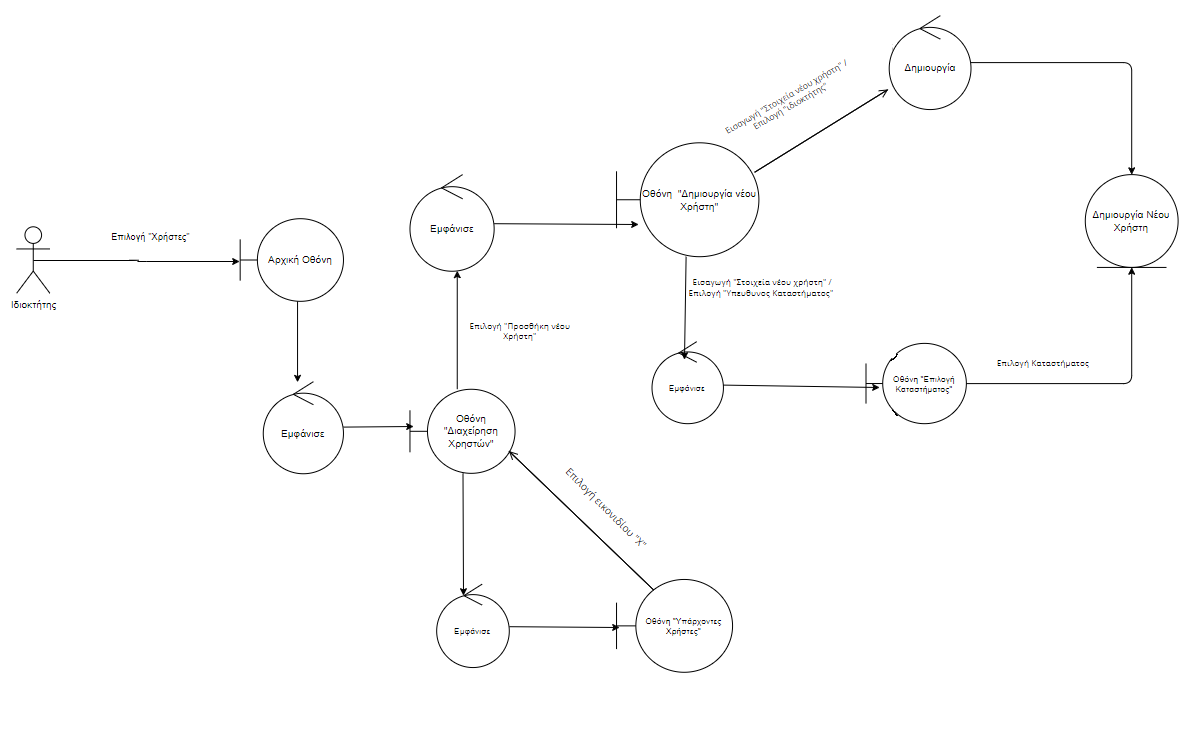 Δημιουργία
Εισαγωγή "Στοιχεία νέου χρήστη" /
Επιλογή "ιδιοκτήτης"
Οθόνη "Δημιουργία νέου
Χρήστη"
Δημιουργία Νέου
Χρήστη
Εμφάνισε
Επιλογή "Χρήστες"
Αρχική Οθόνη
Ιδιοκτήτης
Εισαγωγή "Στοιχεία νέου χρήστη" /
Επιλογή "Υπευθυνος Καταστήματος"
Επιλογή "Προσθήκη νέου
Χρήστη"
Εμφάνισε
Οθόνη "Επιλογή
Καταστήματος"
Επιλογή Καταστήματος
Εμφάνισε
Οθόνη
"Διαχείρηση
Χρηστών"
Επιλογή εικονιδίου "Χ"
Εμφάνισε
Οθόνη "Υπάρχοντες
Χρήστες"